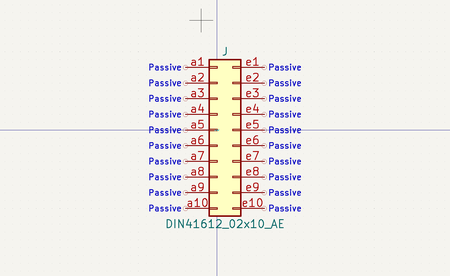 J
Passive a1 e1 Passive
Passive a2 e2 Passive
Passive a3 e3 Passive
Passive a4 e4 Passive
Passive a5 e5 Passive
Passive a6 e6 Passive
Passive a7 e7 Passive
Passive a8 e8 Passive
Passive a9 e9 Passive
Passive a10 e10 Passive
DIN41612_02x10_AE